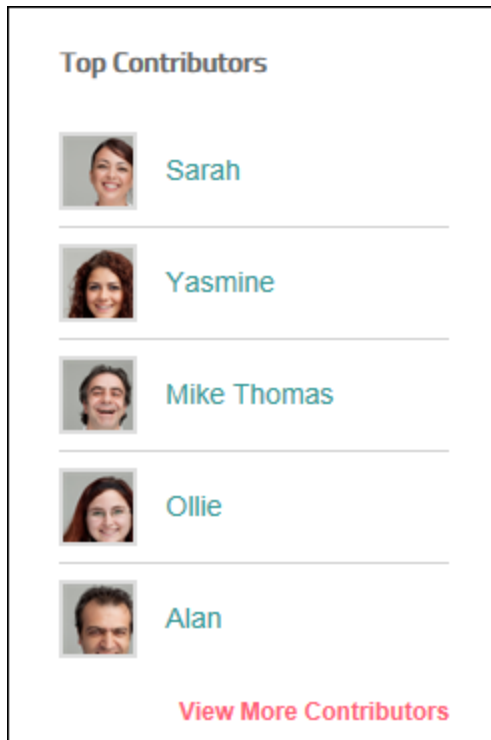 Top Contributors
Sarah
Yasmine
Mike Thomas
Ollie
Alan
View More Contributors